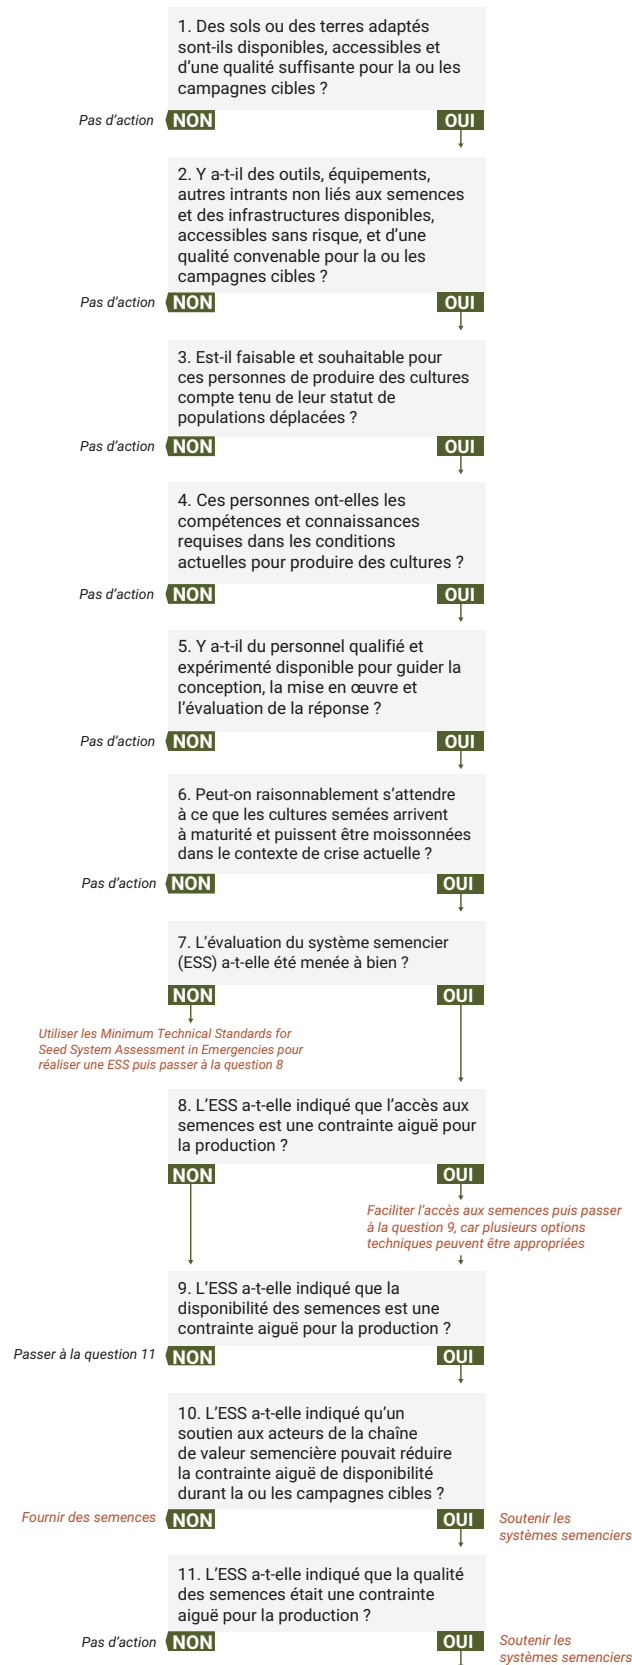 1. Des sols ou des terres adaptés
sont-ils disponibles, accessibles et
d’une qualité suffisante pour la ou les
campagnes cibles ?
Pas d’action NON OUI
2. Y a-t-il des outils, équipements,
autres intrants non liés aux semences
et des infrastructures disponibles,
accessibles sans risque, et d’une
qualité convenable pour la ou les
campagnes cibles ?
Pas d’action NON OUI
3. Est-il faisable et souhaitable pour
ces personnes de produire des cultures
compte tenu de leur statut de
populations déplacées ?
Pas d’action NON OUI
4. Ces personnes ont-elles les
compétences et connaissances
requises dans les conditions
actuelles pour produire des cultures ?
Pas d’action NON OUI
5. Y a-t-il du personnel qualifié et
expérimenté disponible pour guider la
conception, la mise en œuvre et
l’évaluation de la réponse ?
Pas d’action NON OUI
6. Peut-on raisonnablement s’attendre
à ce que les cultures semées arrivent
à maturité et puissent être moissonnées
dans le contexte de crise actuelle ?
Pas d’action NON OUI
7. L’évaluation du système semencier
(ESS) a-t-elle été menée à bien ?
NON OUI
Utiliser les Minimum Technical Standards for
Seed System Assessment in Emergencies pour
réaliser une ESS puis passer à la question 8
8. L’ESS a-t-elle indiqué que l’accès aux
semences est une contrainte aiguë pour
la production ?
NON OUI
Faciliter l’accès aux semences puis passer
à la question 9, car plusieurs options
techniques peuvent être appropriées
9. L’ESS a-t-elle indiqué que la
disponibilité des semences est une
contrainte aiguë pour la production ?
Passer à la question 11 NON OUI
10. L’ESS a-t-elle indiqué qu’un
soutien aux acteurs de la chaîne
de valeur semencière pouvait réduire
la contrainte aiguë de disponibilité
durant la ou les campagnes cibles ?
Fournir des semences NON OUI Soutenir les
systèmes semenciers
11. L’ESS a-t-elle indiqué que la qualité
des semences était une contrainte
aiguë pour la production ?
Pas d’action NON OUI Soutenir les
systèmes semenciers